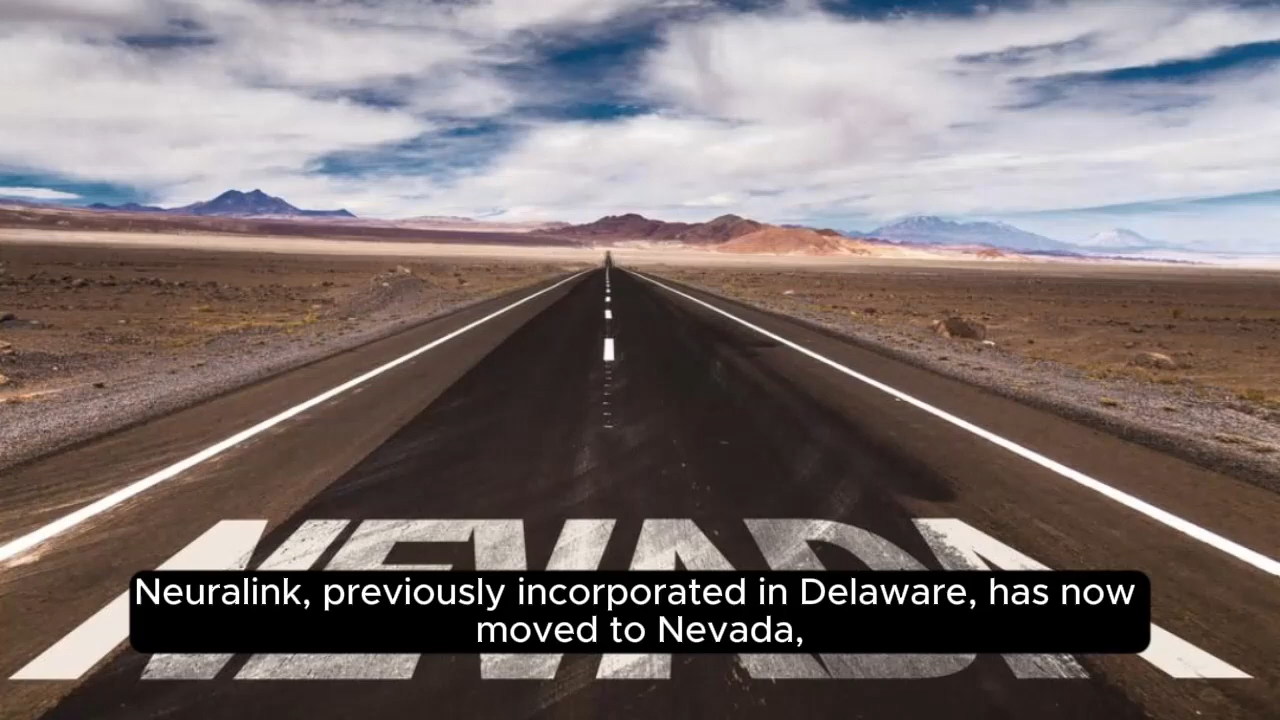 NEVADA
Neuralink, previously incorporated in Delaware, has now
moved to Nevada,